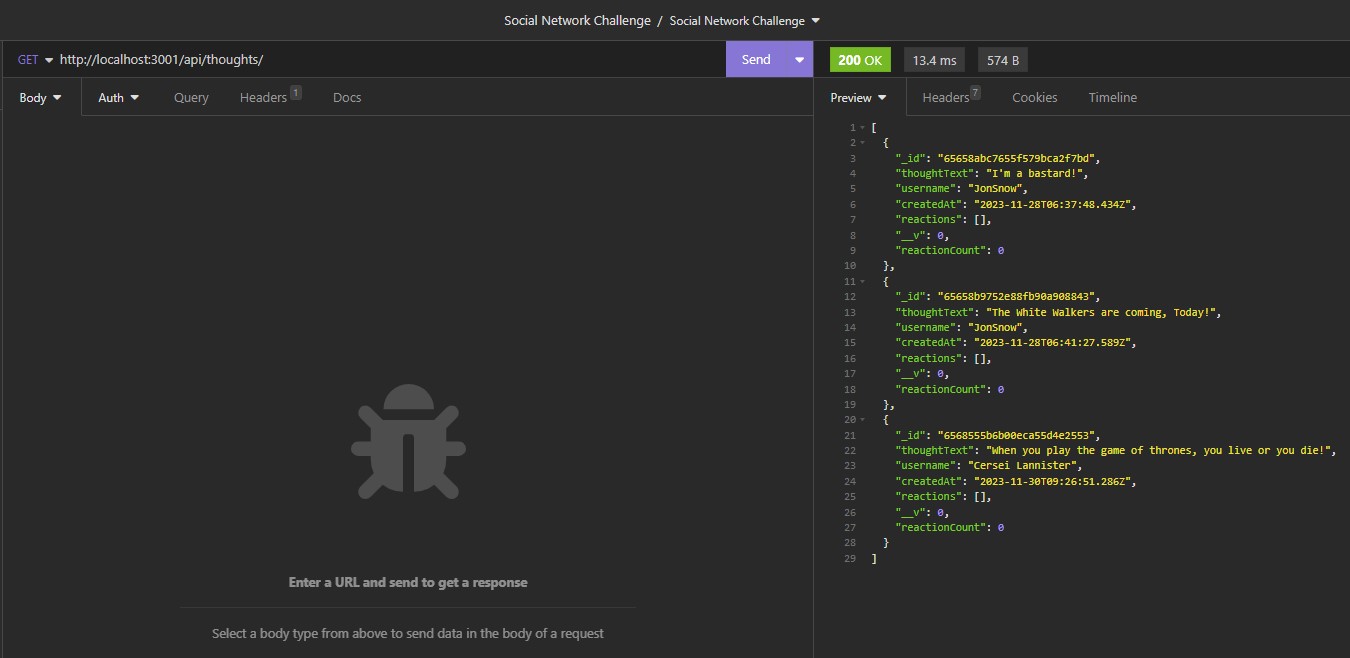 Social Network Challenge / Social Network Challenge
GET http://localhost:3001/api/thoughts/ Send
200 OK 13.4 ms 574 B
Body Auth Query Headers 1 Docs
Preview Headers 7 Cookies Timeline
1 [
2 {
3 "_id": "65658abc7655f579bca2f7bd",
4 "thoughtText": "I'm a bastard!",
5 "username": "JonSnow",
6 "createdAt": "2023-11-28T06:37:48.434Z",
7 "reactions": [],
8 "__v": 0,
9 "reactionCount": 0
10 },
11 {
12 "_id": "65658b9752e88fb90a908843",
13 "thoughtText": "The White Walkers are coming, Today!",
14 "username": "JonSnow",
15 "createdAt": "2023-11-28T06:41:27.589Z",
16 "reactions": [],
17 "__v": 0,
18 "reactionCount": 0
19 },
20 {
21 "_id": "6568555b6b00eca55d4e2553",
22 "thoughtText": "When you play the game of thrones, you live or you die!",
23 "username": "Cersei Lannister",
24 "createdAt": "2023-11-30T09:26:51.286Z",
25 "reactions": [],
26 "__v": 0,
27 "reactionCount": 0
28 }
29 ]
Enter a URL and send to get a response
Select a body type from above to send data in the body of a request